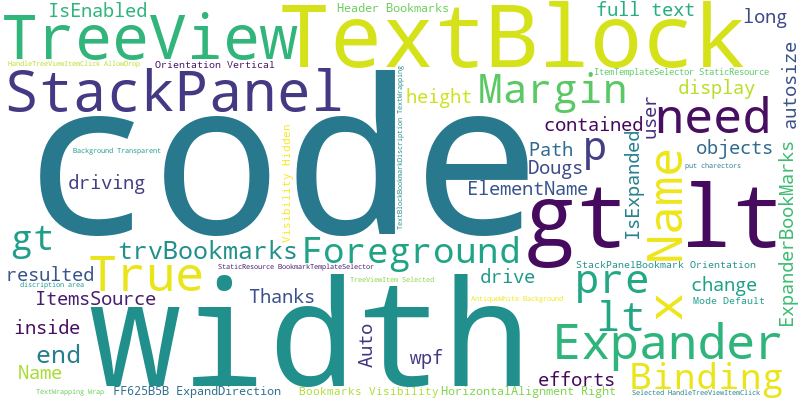 IsEnabled
Header Bookmarks
full text
long
TreeView
TextBlock
HandleTreeViewItemClick AllowDrop
Orientation Vertical
ItemTemplateSelector StaticResource
autosize
StackPanel
height
Margin
display
code
TextBlockBookmarkDiscription TextWrapping
contained
user
need
Background Transparent
Visibility Hidden
Path
p
IsExpanded
objects
ExpanderBookMarks
driving
Dougs
put charectors
ElementName
x Name
gt lt
gt
trvBookmarks
Foreground
resulted
discription area
True
StaticResource BookmarkTemplateSelector
drive
StackPanelBookmark Orientation
pre
change
ItemsSource
Width
Thanks
TreeViewItem Selected
AntiqueWhite Background
lt
Mode Default
inside
Auto
Expander
end
wpf
Name
efforts
Binding
TextWrapping Wrap
FF625B5B ExpandDirection
Bookmarks Visibility
HorizontalAlignment Right
Selected HandleTreeViewItemClick